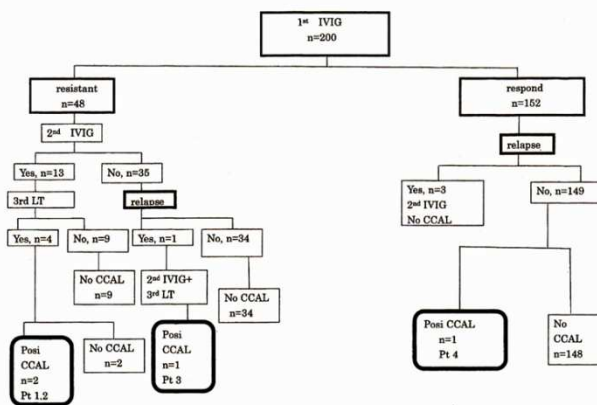 1st IVIG
n=200
resistant
n=48
respond
n=152
2nd IVIG
relapse
Yes, n=13
No, n=35
Yes, n=3
2nd IVIG
No CCAL
No, n=149
3rd LT
relapse
Yes, n=4
No, n=9
Yes, n=1
No, n=34
No CCAL
n=9
2nd IVIG+
3rd LT
No CCAL
n=34
Posi
CCAL
n=2
Pt 1,2
No CCAL
n=2
Posi
CCAL
n=1
Pt 3
Posi CCAL
n=1
Pt 4
No
CCAL
n=148